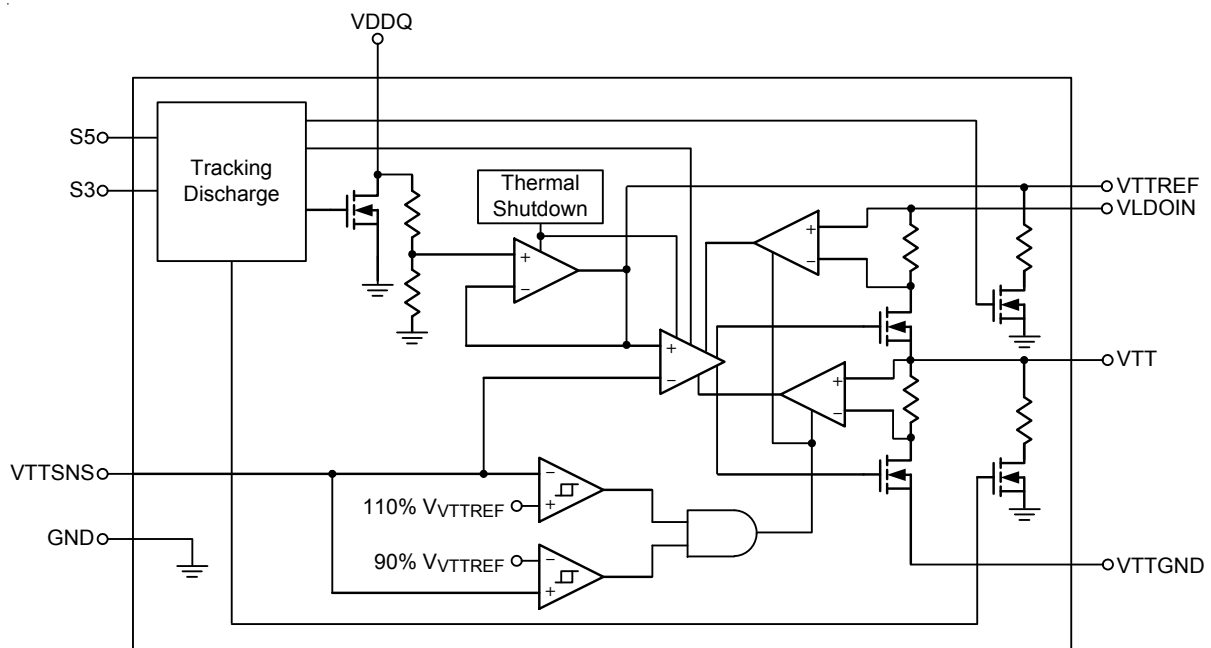 VDDQ
S5
S3
Tracking
Discharge
Thermal
Shutdown
VTTREF
VLDOIN
+
−
+
−
+
−
+
−
VTT
VTTSNS
−
110% VVTTREF
+
GND
90% VVTTREF
−
+
VTTGND